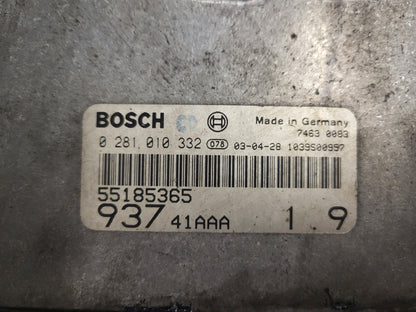 BOSCH Made in Germany
7463 0083
0 281 010 332 078 03-04-28 1039S00997
55185365
937 41AAA 1 9